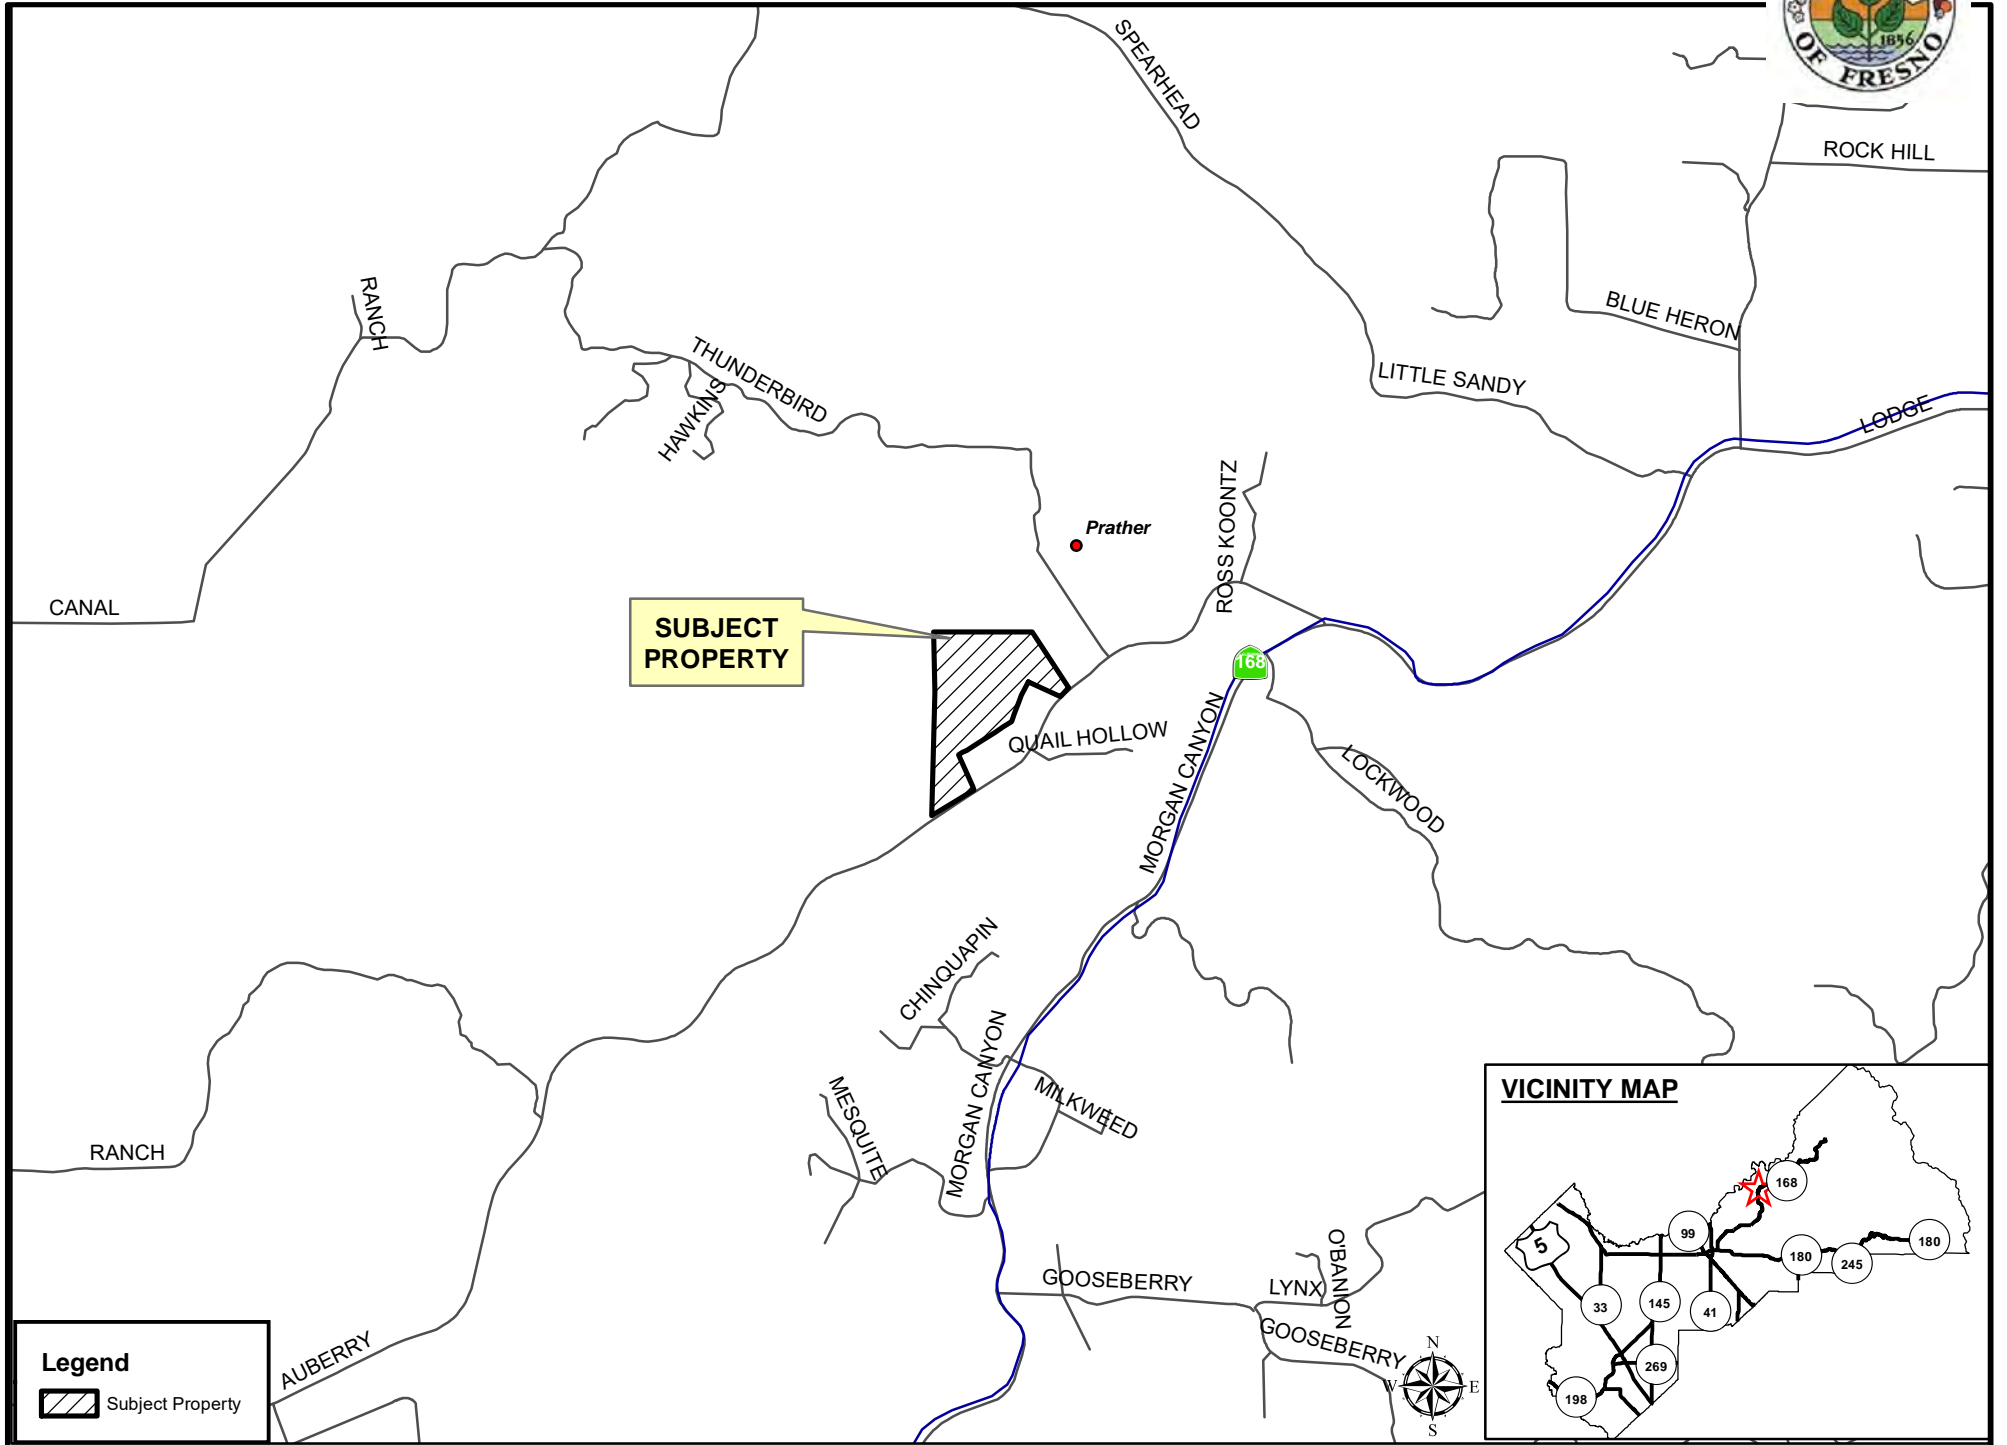 1856
OF FRESNO
SPEARHEAD
ROCK HILL
RANCH
BLUE HERON
THUNDERBIRD
LITTLE SANDY
HAWKINS
LODGE
ROSS KOONTZ
Prather
CANAL
SUBJECT
PROPERTY
168
QUAIL HOLLOW
MORGAN CANYON
LOCKWOOD
CHINQUAPIN
MORGAN CANYON
MILKWEED
MESQUITE
RANCH
GOOSEBERRY
LYNX
O'BANION
GOOSEBERRY
AUBERRY
N
E
S
Legend
Subject Property
VICINITY MAP
168
99
5
180
180
245
33
145
41
269
198